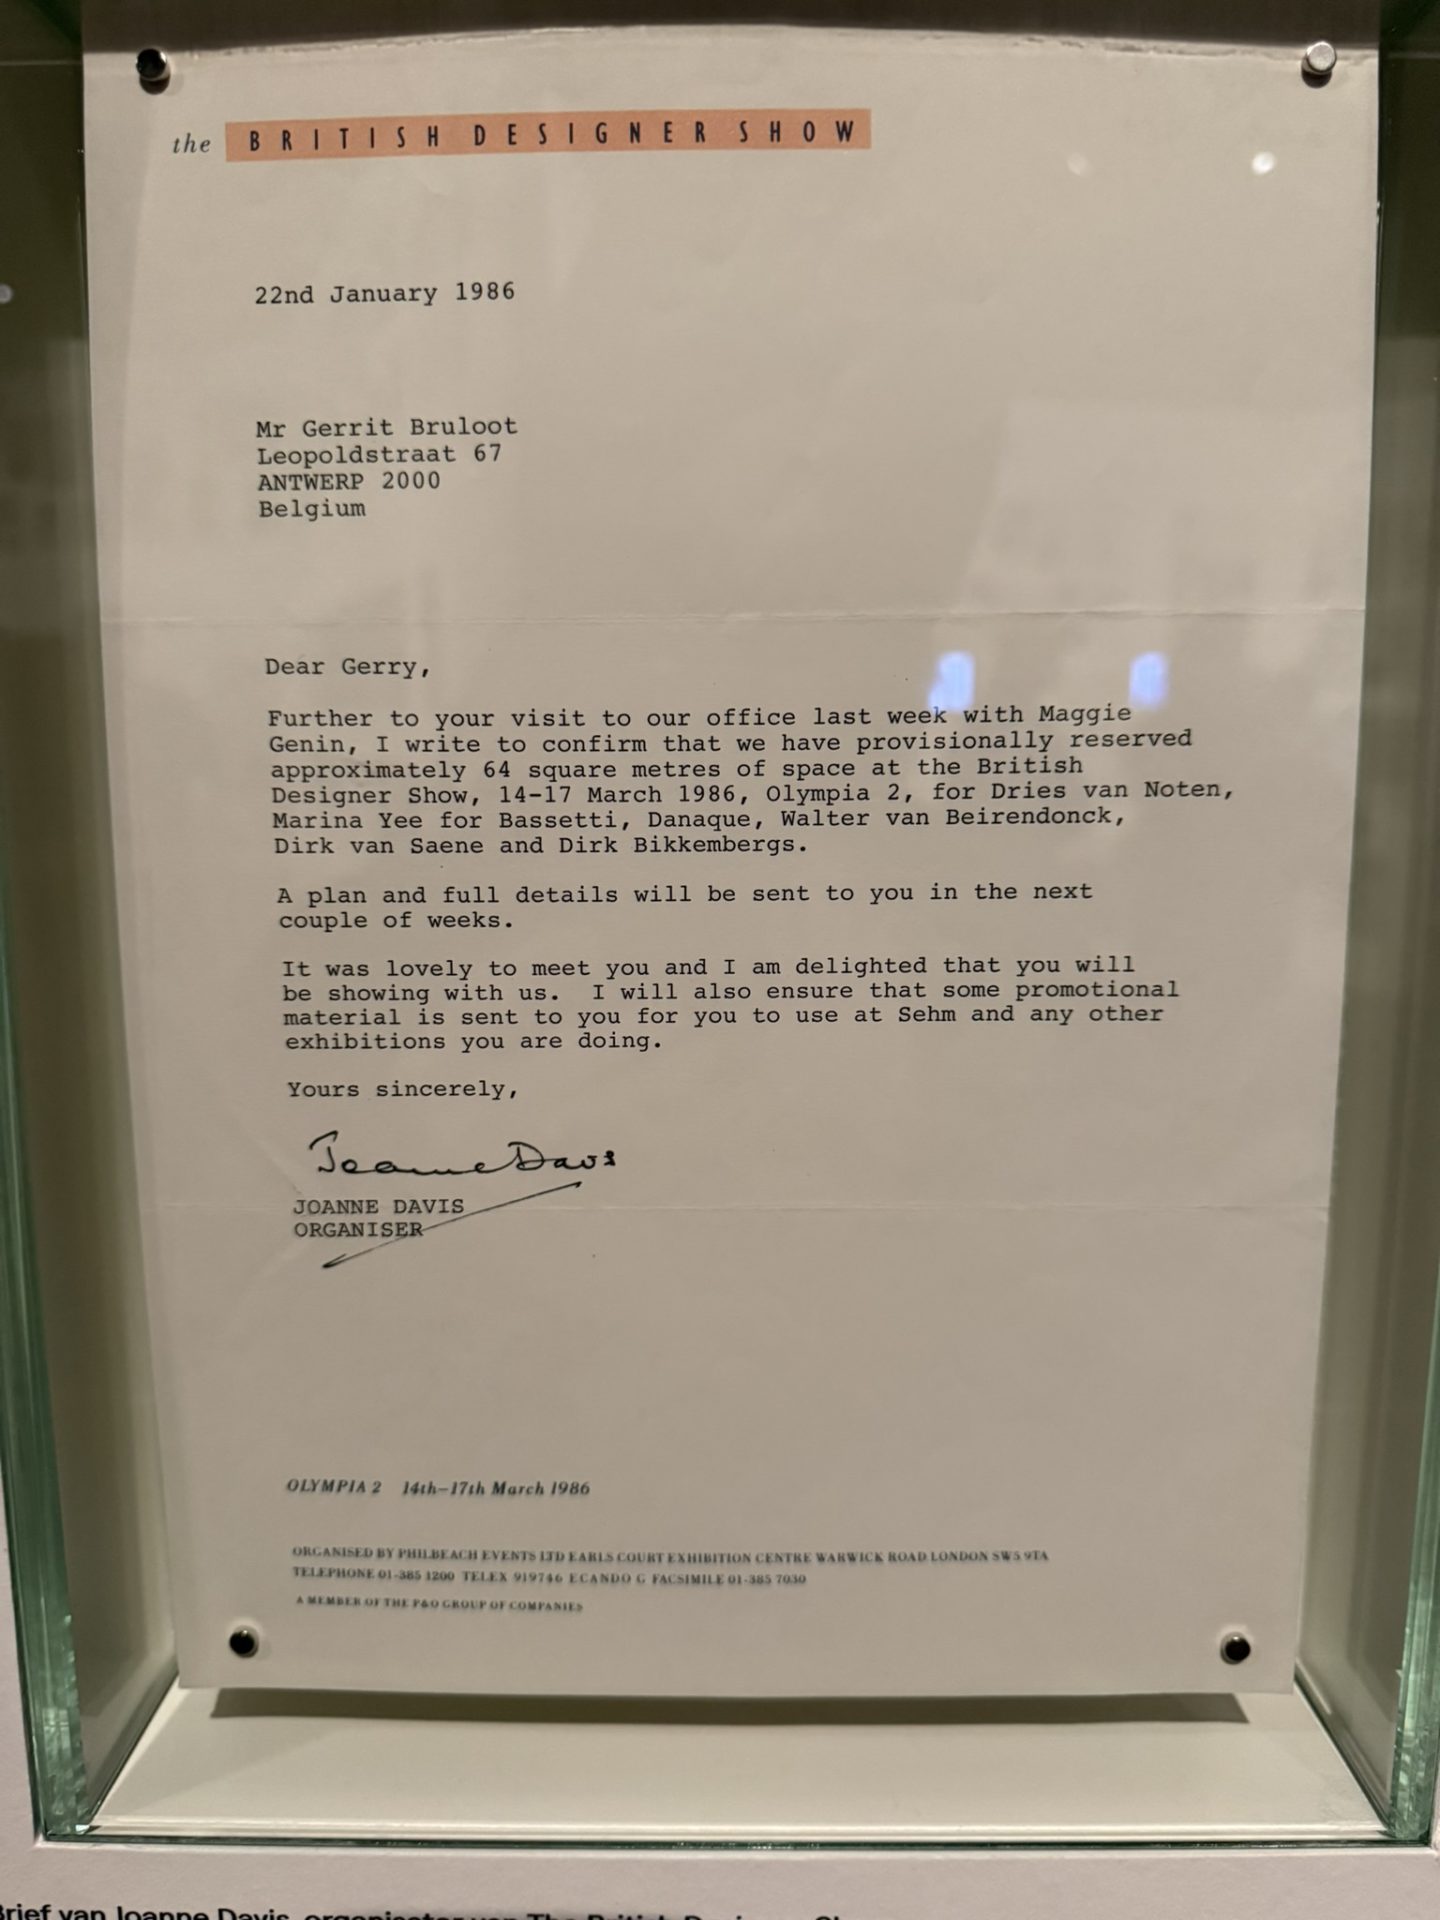 the BRITISH DESIGNER SHOW
22nd January 1986
Mr Gerrit Bruloot
Leopoldstraat 67
ANTWERP 2000
Belgium
Dear Gerry,
Further to your visit to our office last week with Maggie
Genin, I write to confirm that we have provisionally reserved
approximately 64 square metres of space at the British
Designer Show, 14-17 March 1986, Olympia 2, for Dries van Noten,
Marina Yee for Bassetti, Danaque, Walter van Beirendonck,
Dirk van Saene and Dirk Bikkembergs.
A plan and full details will be sent to you in the next
couple of weeks.
It was lovely to meet you and I am delighted that you will
be showing with us.  I will also ensure that some promotional
material is sent to you for you to use at Sehm and any other
exhibitions you are doing.
Yours sincerely,
Joanne Davis
JOANNE DAVIS
ORGANISER
OLYMPIA 2 14th–17th March 1986
ORGANISED BY PHILBEACH EVENTS LTD EARLS COURT EXHIBITION CENTRE WARWICK ROAD LONDON SW5 9TA
TELEPHONE 01-385 1200 TELEX 919746 ECANDO G FACSIMILE 01-385 7030
A MEMBER OF THE P&O GROUP OF COMPANIES
Brief van Joanne Davis, organisator van The British